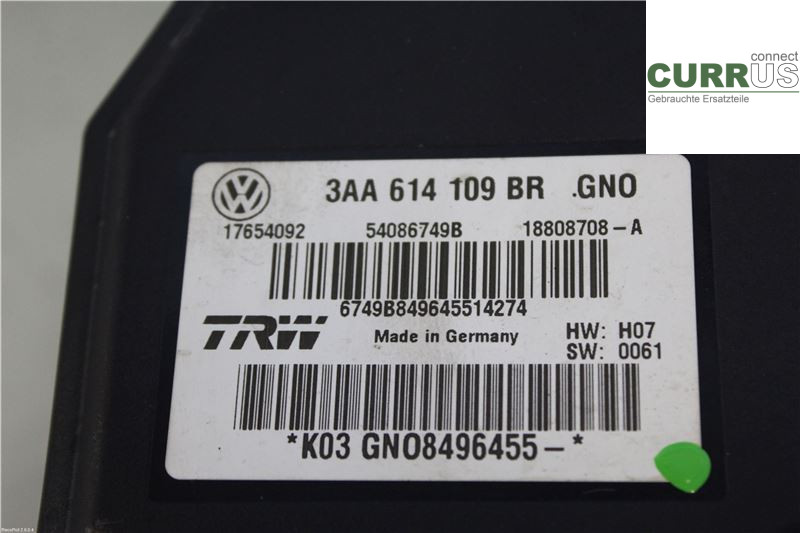 connect
CURRUS
Gebrauchte Ersatzteile
3AA 614 109 BR .GNO
17654092 54086749B 18808708-A
6749B849645514274
TRW Made in Germany HW: H07
SW: 0061
*K03 GNO8496455-*